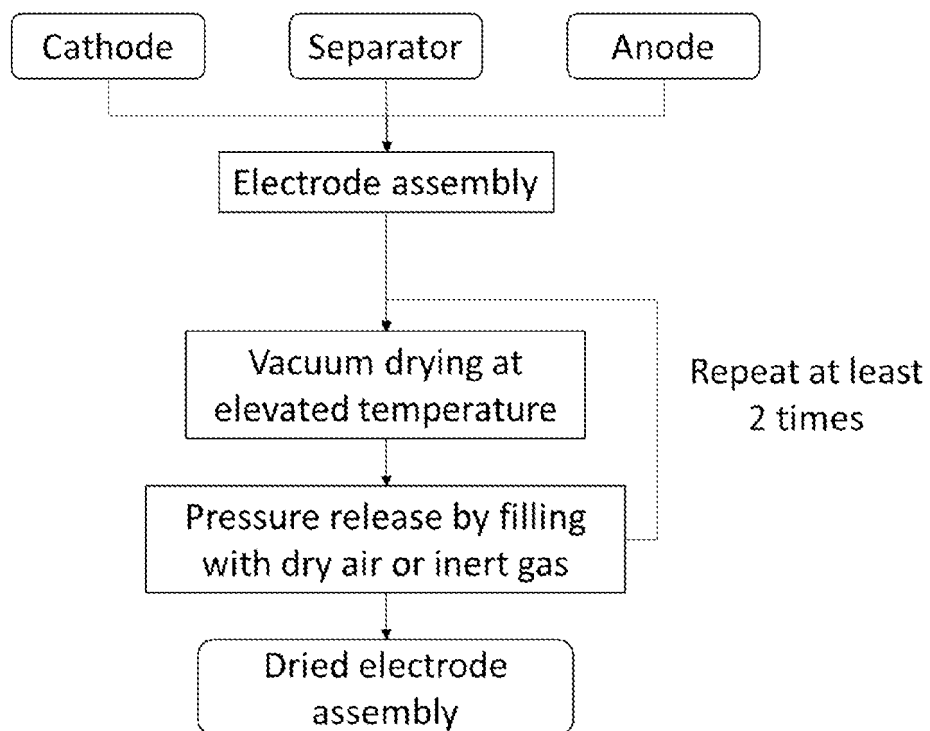 Cathode
Separator
Anode
Electrode assembly
Vacuum drying at
elevated temperature
Repeat at least
2 times
Pressure release by filling
with dry air or inert gas
Dried electrode
assembly